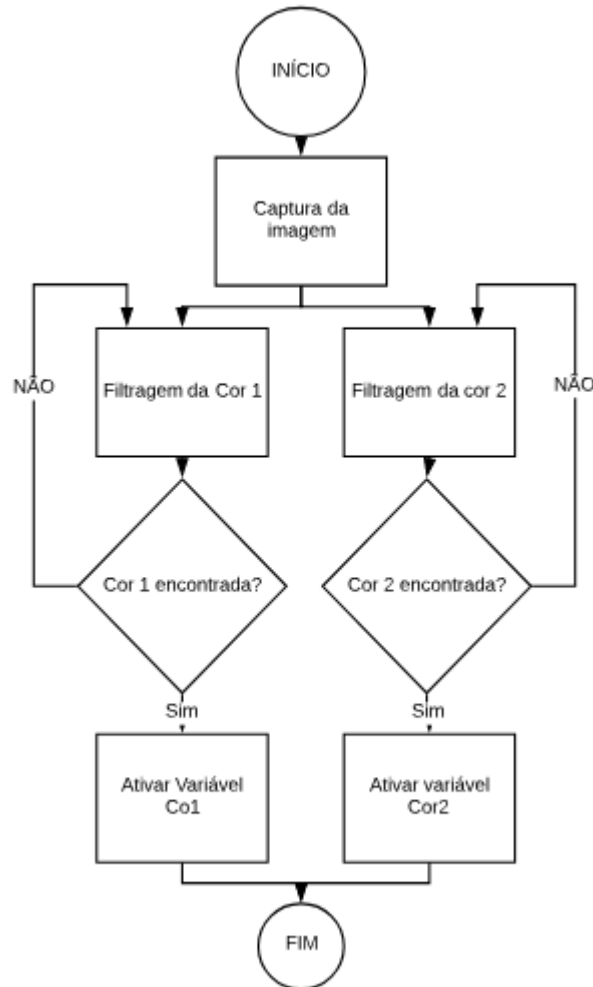 INÍCIO
Captura da
imagem
NÃO
Filtragem da Cor 1
Filtragem da cor 2
NÃO
Cor 1 encontrada?
Cor 2 encontrada?
Sim
Sim
Ativar Variável
Co1
Ativar variável
Cor2
FIM